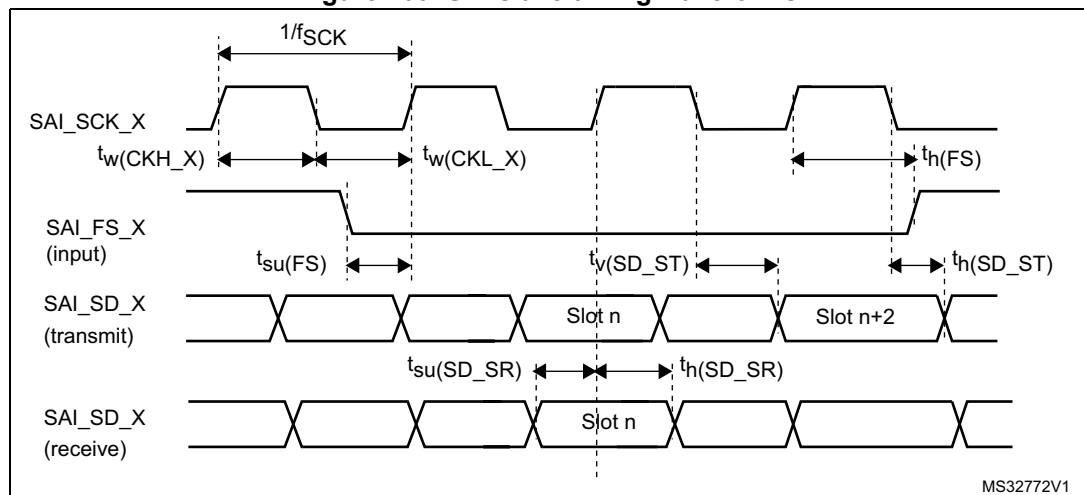 1/fSCK
SAI_SCK_X
tw(CKH_X)
tw(CKL_X)
th(FS)
SAI_FS_X
(input)
tsu(FS)
tv(SD_ST)
th(SD_ST)
SAI_SD_X
(transmit)
Slot n
Slot n+2
tsu(SD_SR)
th(SD_SR)
SAI_SD_X
(receive)
Slot n
MS32772V1